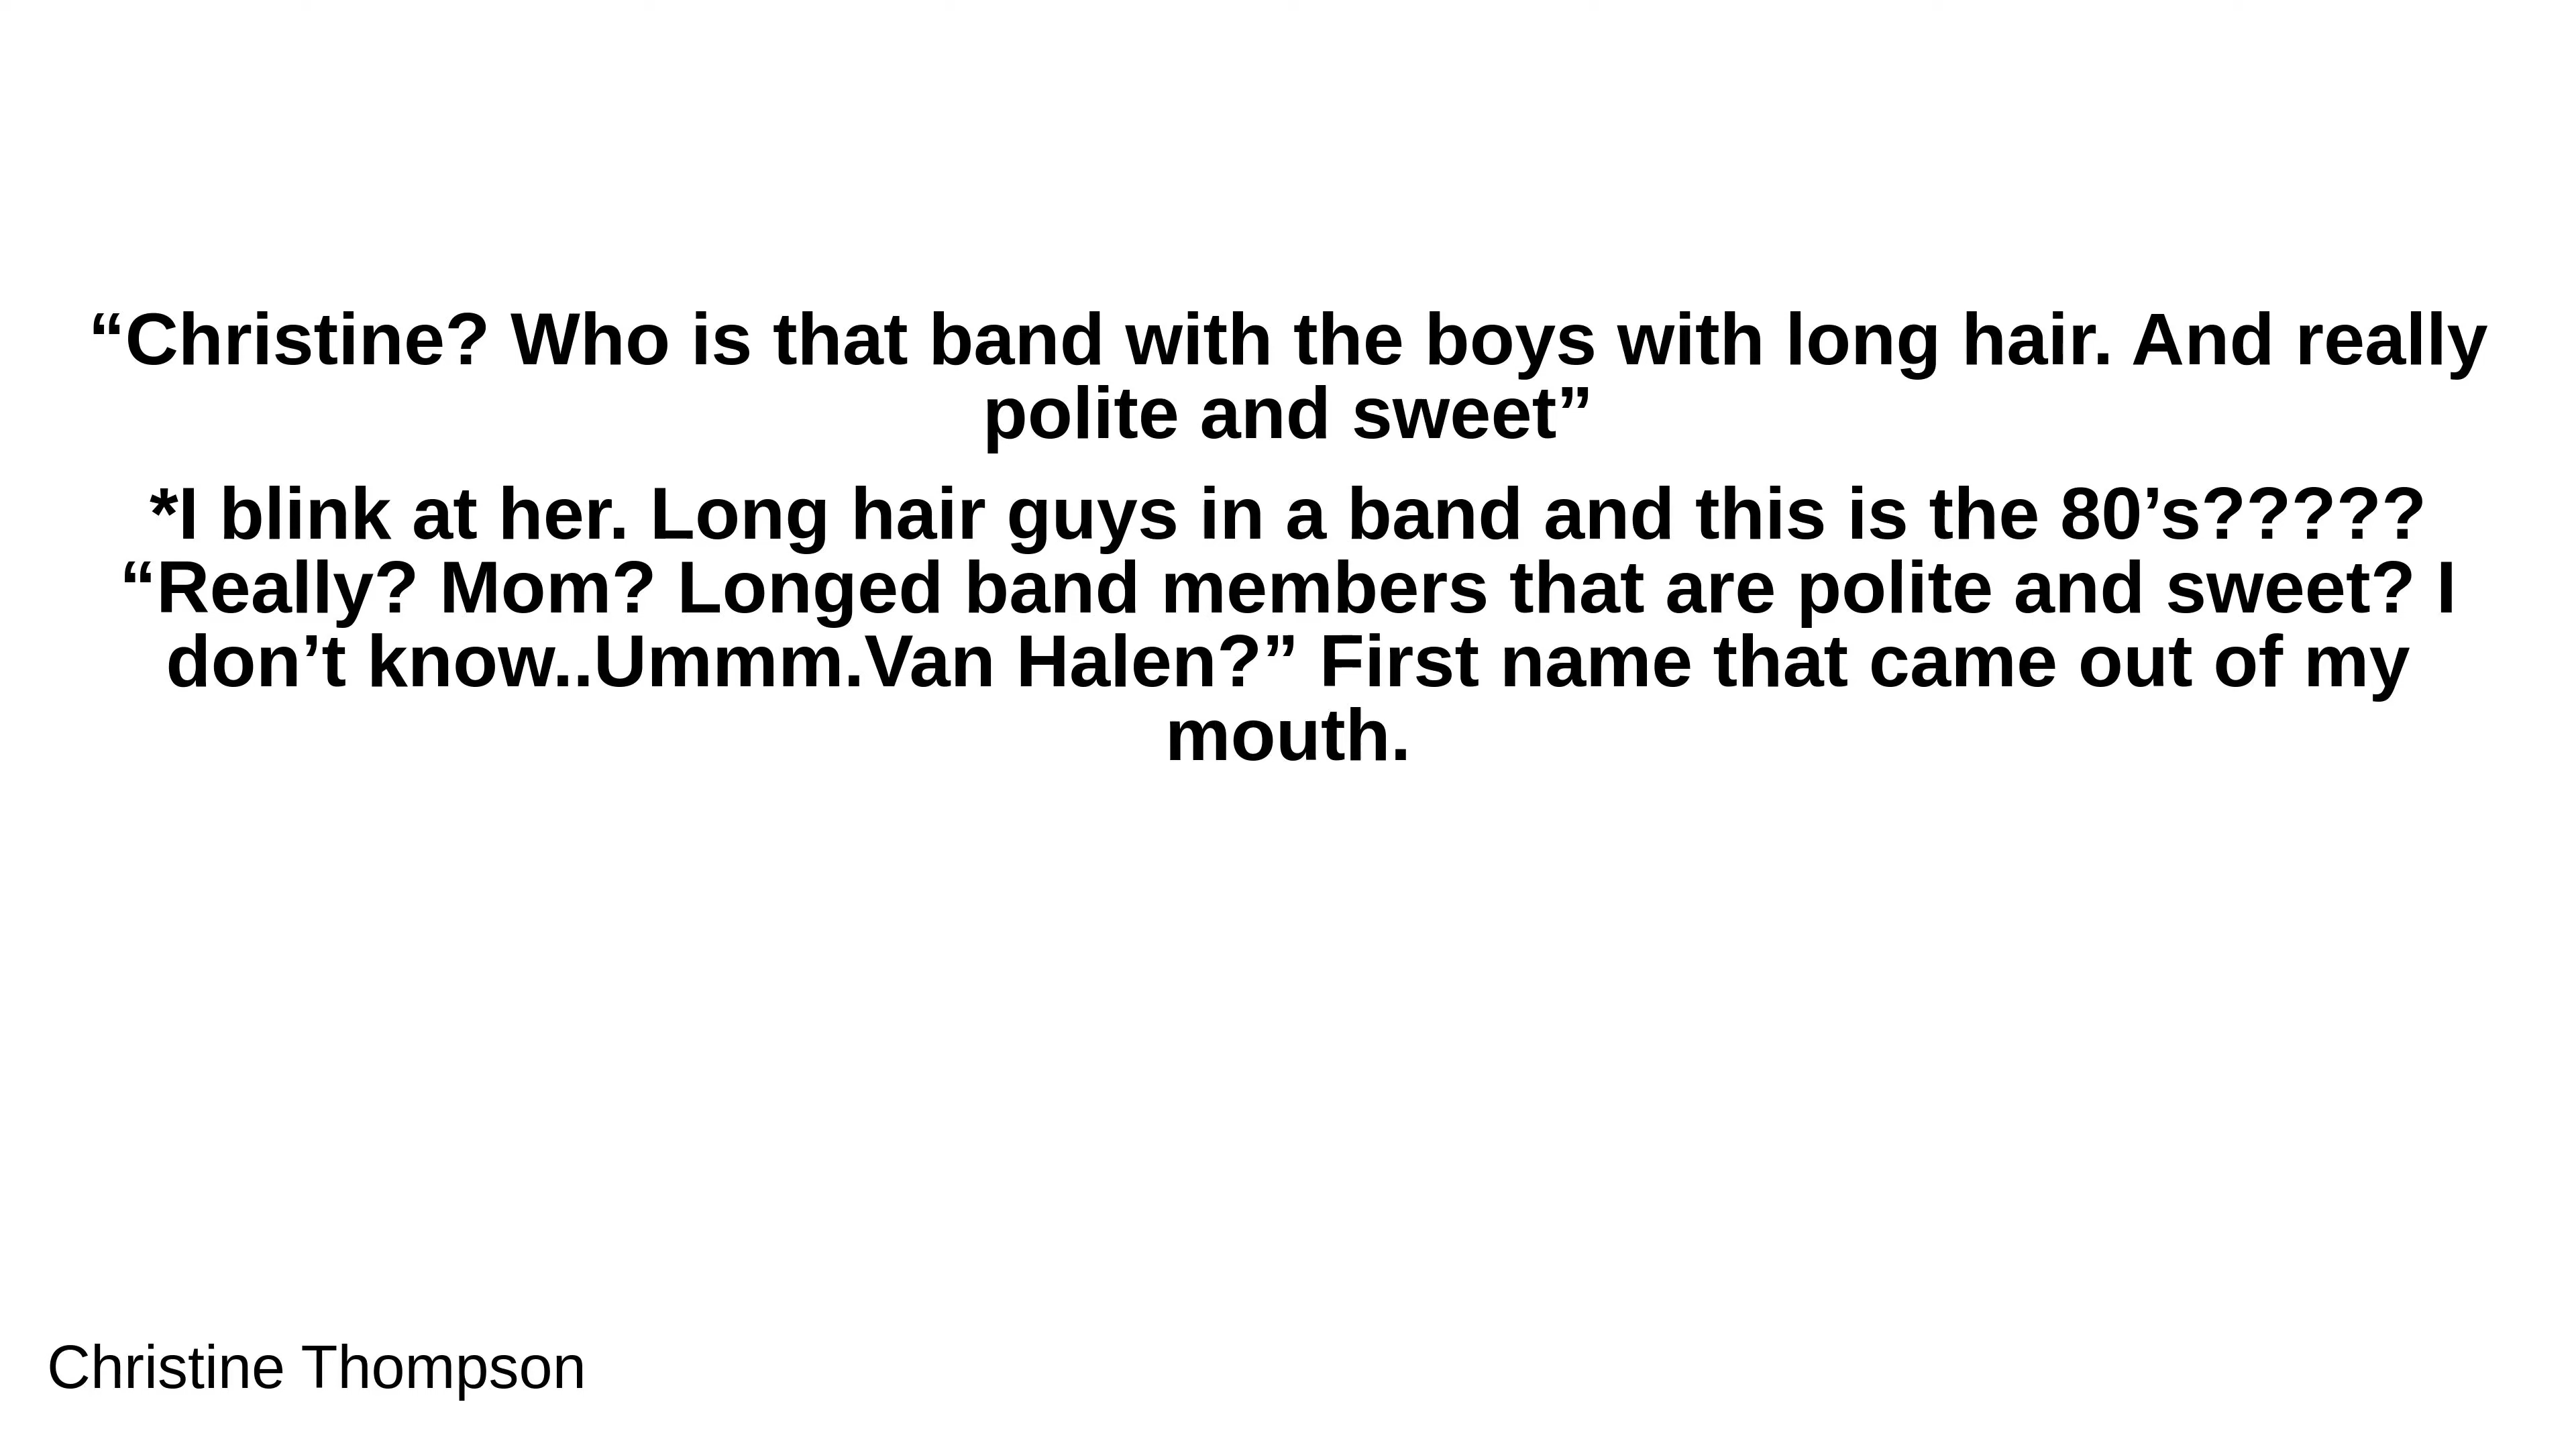 “Christine? Who is that band with the boys with long hair. And really
polite and sweet”
*I blink at her. Long hair guys in a band and this is the 80’s?????
“Really? Mom? Longed band members that are polite and sweet? I
don’t know..Ummm.Van Halen?” First name that came out of my
mouth.
Christine Thompson